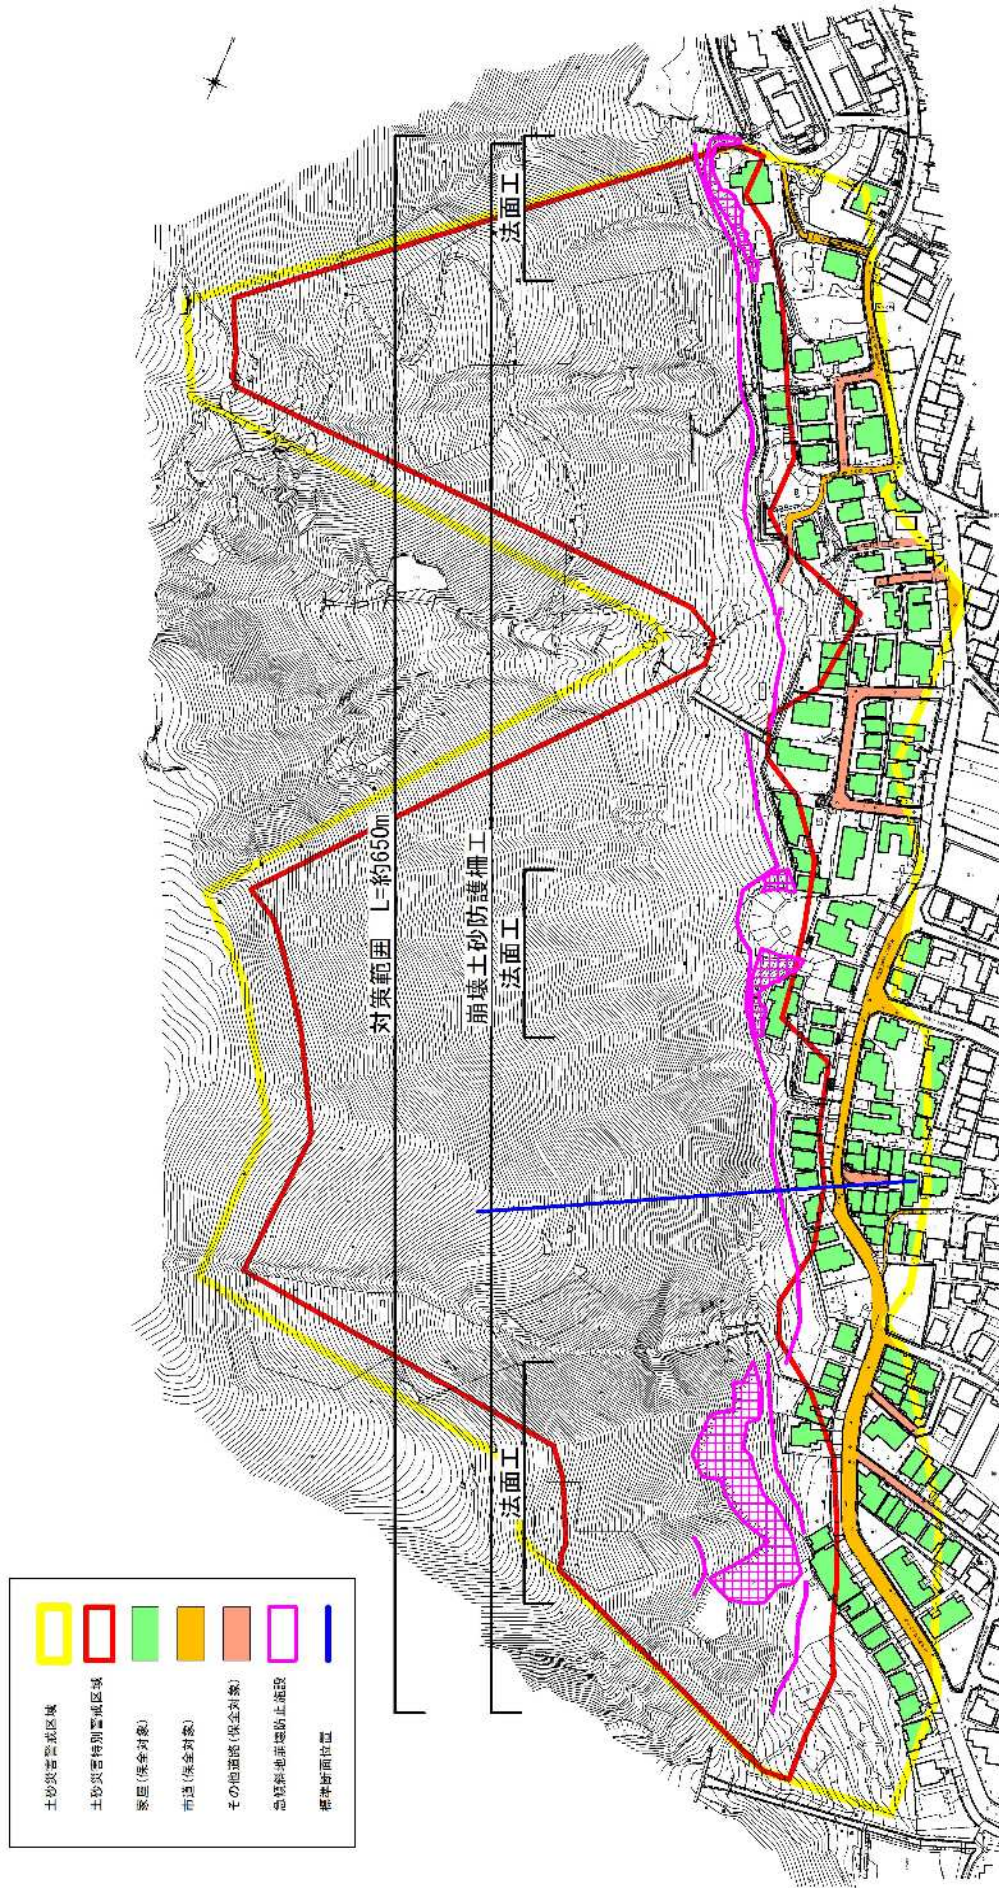 対策範囲 L=約650m
崩壊土砂防護柵工
法面工
法面工
法面工
土砂災害警戒区域
土砂災害特別警戒区域
家屋(保全対象)
市道(保全対象)
その他道路(保全対象)
急傾斜地崩壊防止施設
標準断面位置